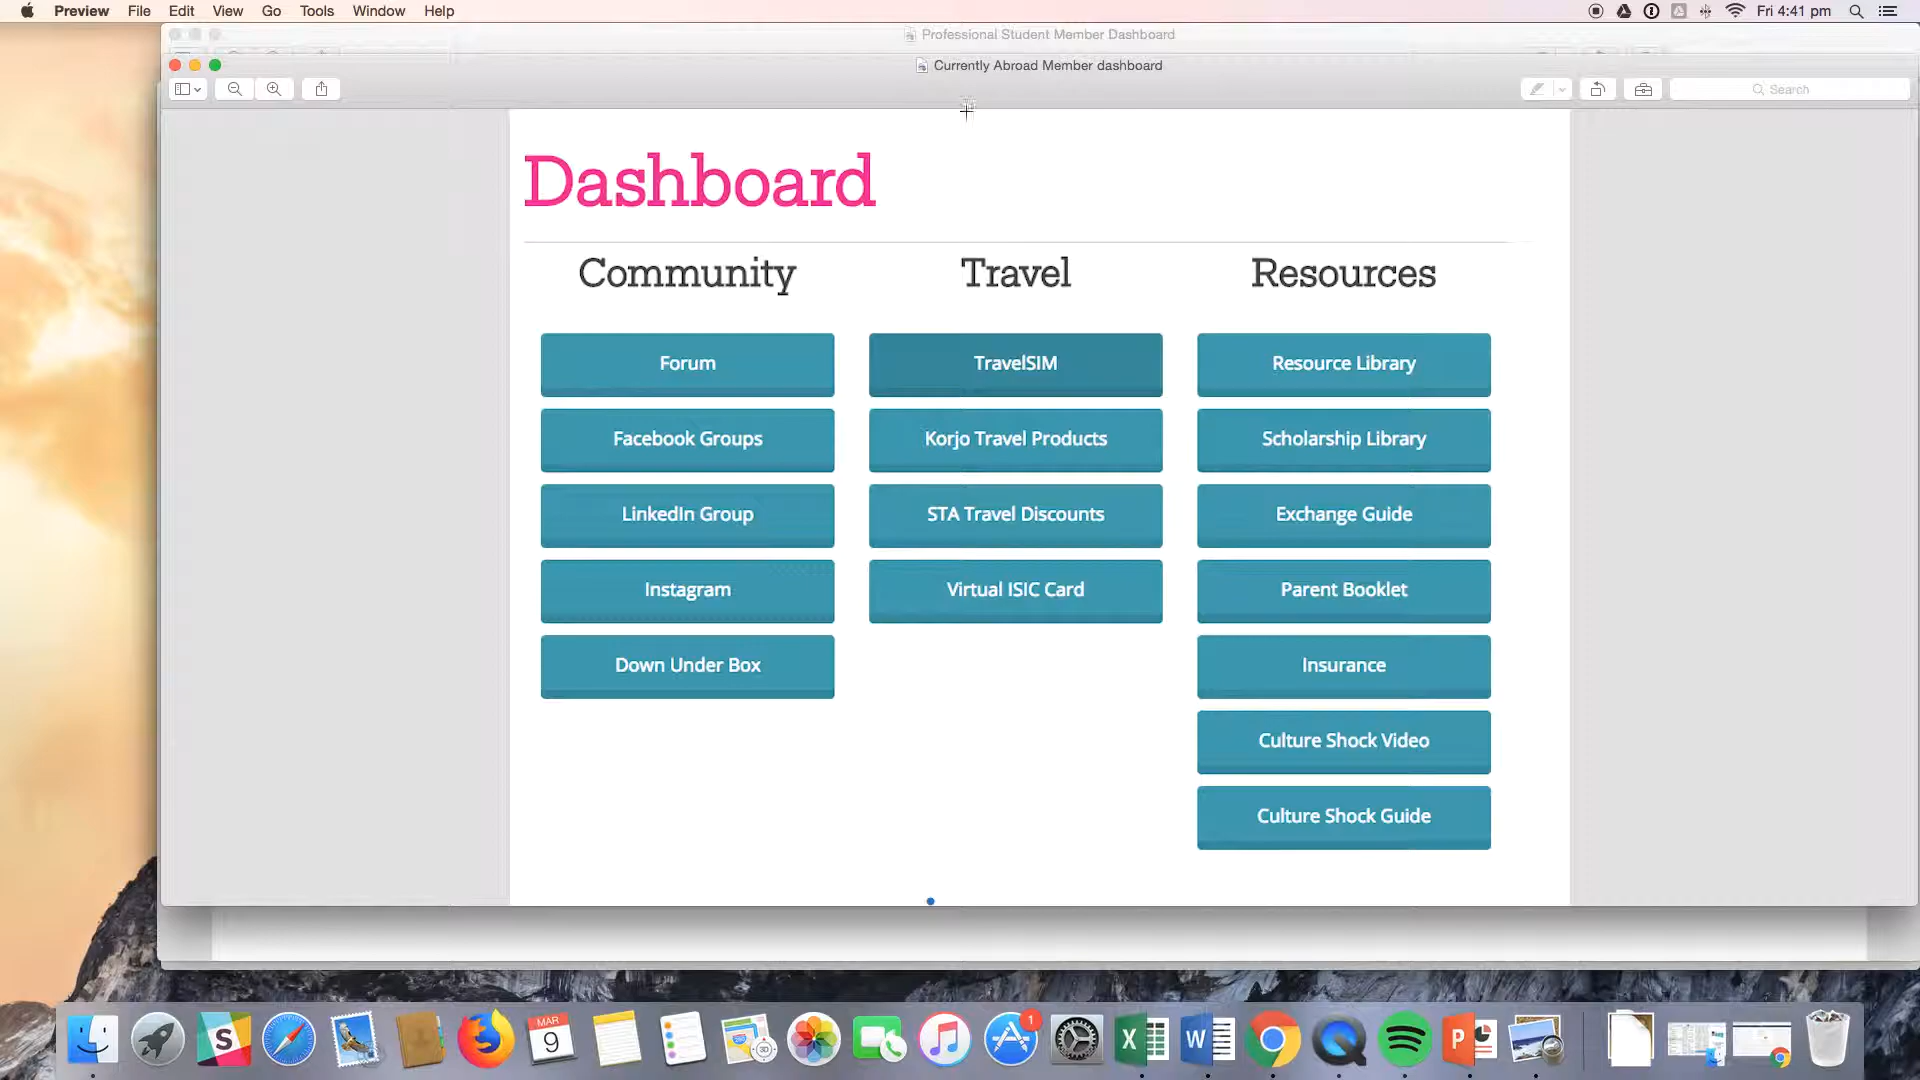 Preview File Edit View Go Tools Window Help Fri 4:41 pm
Professional Student Member Dashboard
Currently Abroad Member dashboard
Search
Dashboard
Community
Travel
Resources
Forum
TravelSIM
Resource Library
Facebook Groups
Korjo Travel Products
Scholarship Library
LinkedIn Group
STA Travel Discounts
Exchange Guide
Instagram
Virtual ISIC Card
Parent Booklet
Down Under Box
Insurance
Culture Shock Video
Culture Shock Guide
MAR
9
1